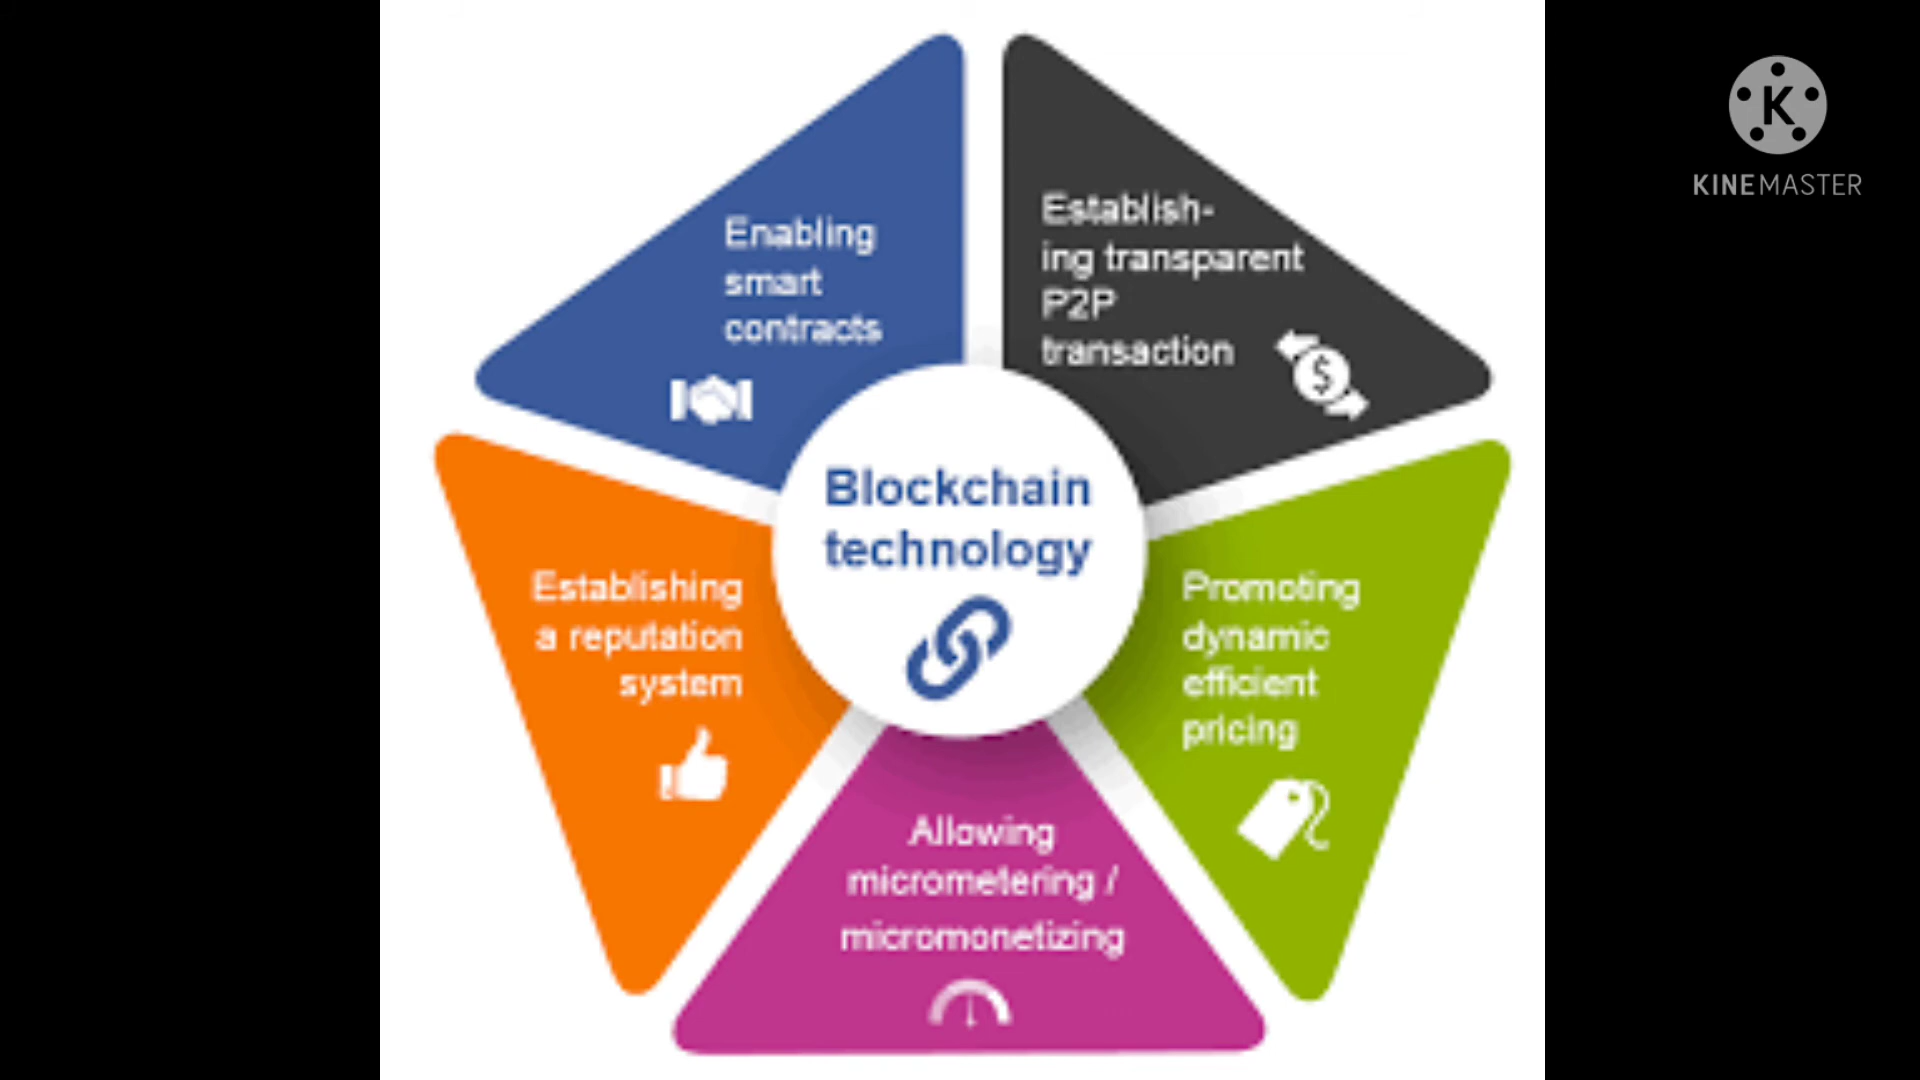 Enabling
smart
contracts
Establish-
ing transparent
P2P
transaction
Blockchain
technology
Establishing
a reputation
system
Promoting
dynamic
efficient
pricing
Allowing
micrometering /
micromonetizing
K
KINEMASTER